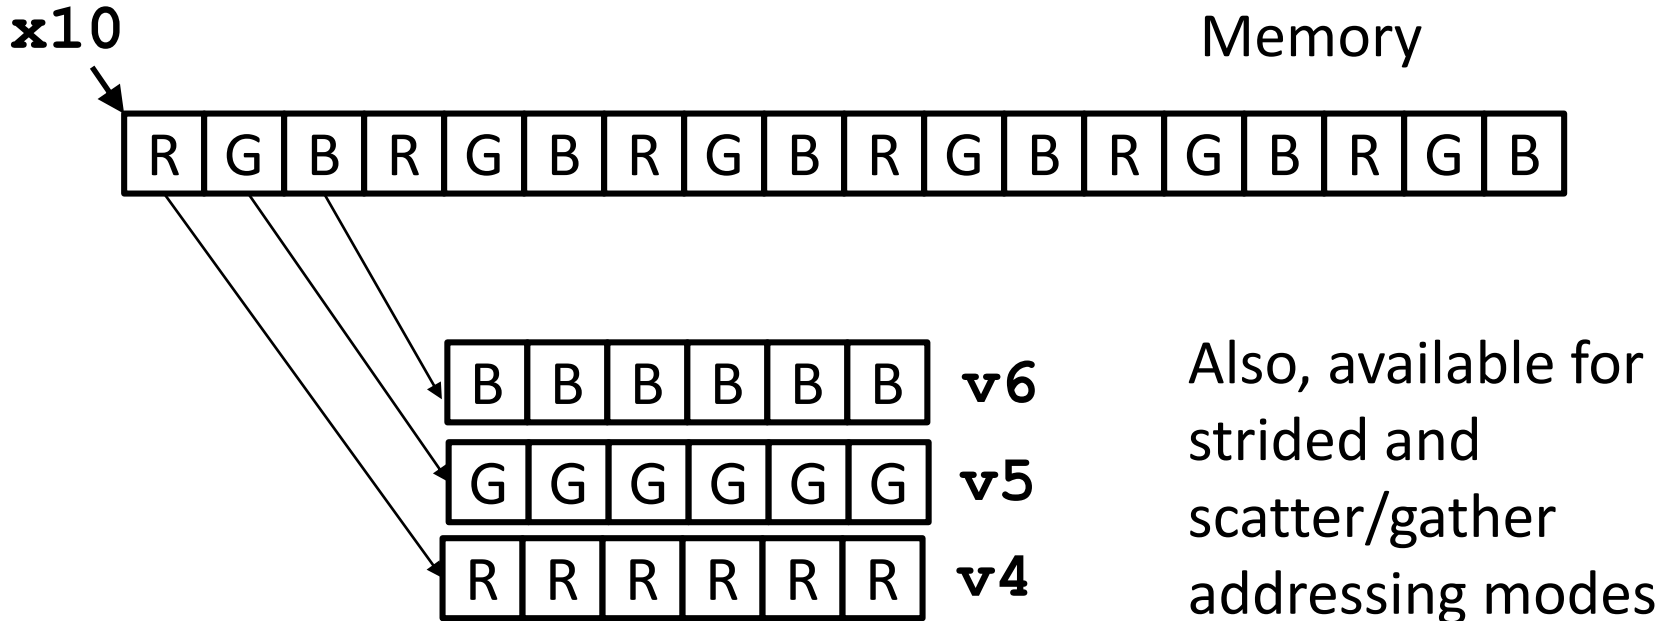 x10
Memory
R G B R G B R G B R G B R G B R G B
B B B B B B v6
G G G G G G v5
R R R R R R v4
Also, available for
strided and
scatter/gather
addressing modes